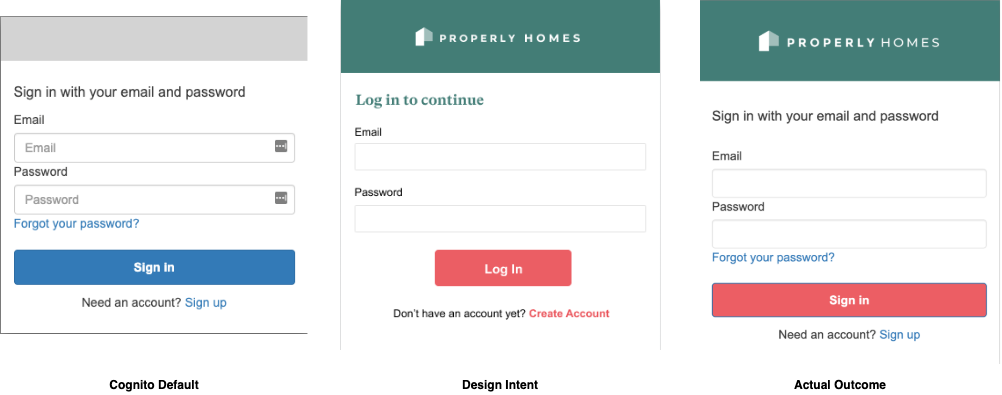 Sign in with your email and password
Email
Email
Password
Password
Forgot your password?
Sign in
Need an account? Sign up
Cognito Default
PROPERLY HOMES
Log in to continue
Email
Password
Log In
Don't have an account yet? Create Account
Design Intent
PROPERLY HOMES
Sign in with your email and password
Email
Password
Forgot your password?
Sign in
Need an account? Sign up
Actual Outcome